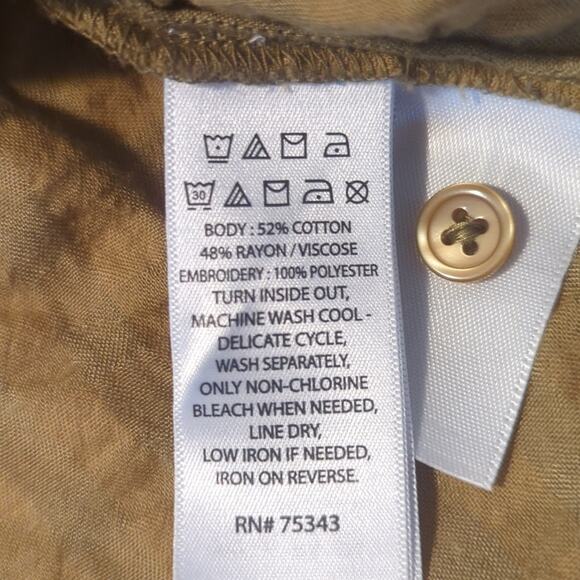 30
BODY : 52% COTTON
48% RAYON / VISCOSE
EMBROIDERY : 100% POLYESTER
TURN INSIDE OUT,
MACHINE WASH COOL -
DELICATE CYCLE,
WASH SEPARATELY,
ONLY NON-CHLORINE
BLEACH WHEN NEEDED,
LINE DRY,
LOW IRON IF NEEDED,
IRON ON REVERSE.
RN# 75343